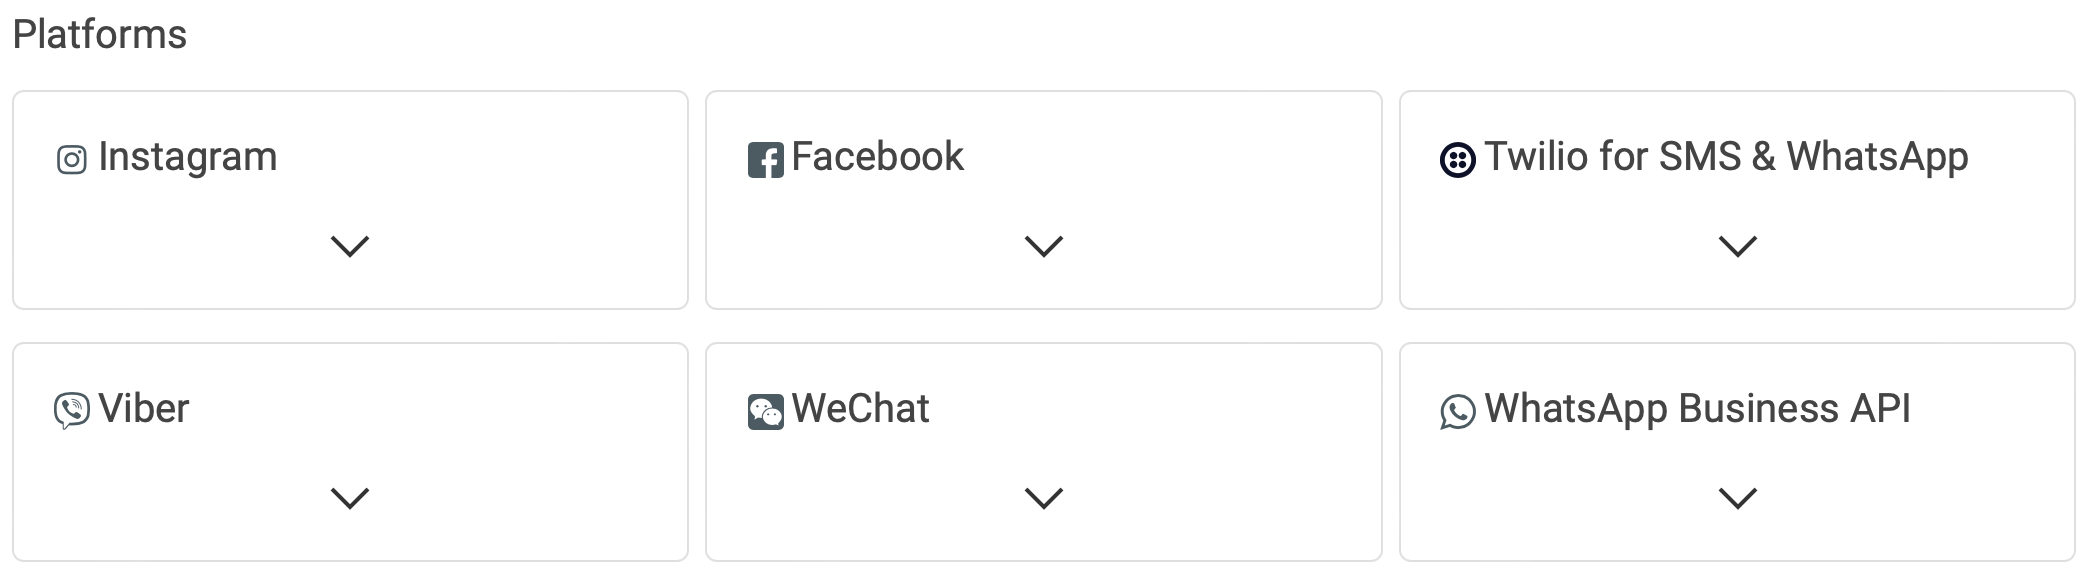 Platforms
Instagram
Facebook
Twilio for SMS & WhatsApp
Viber
WeChat
WhatsApp Business API